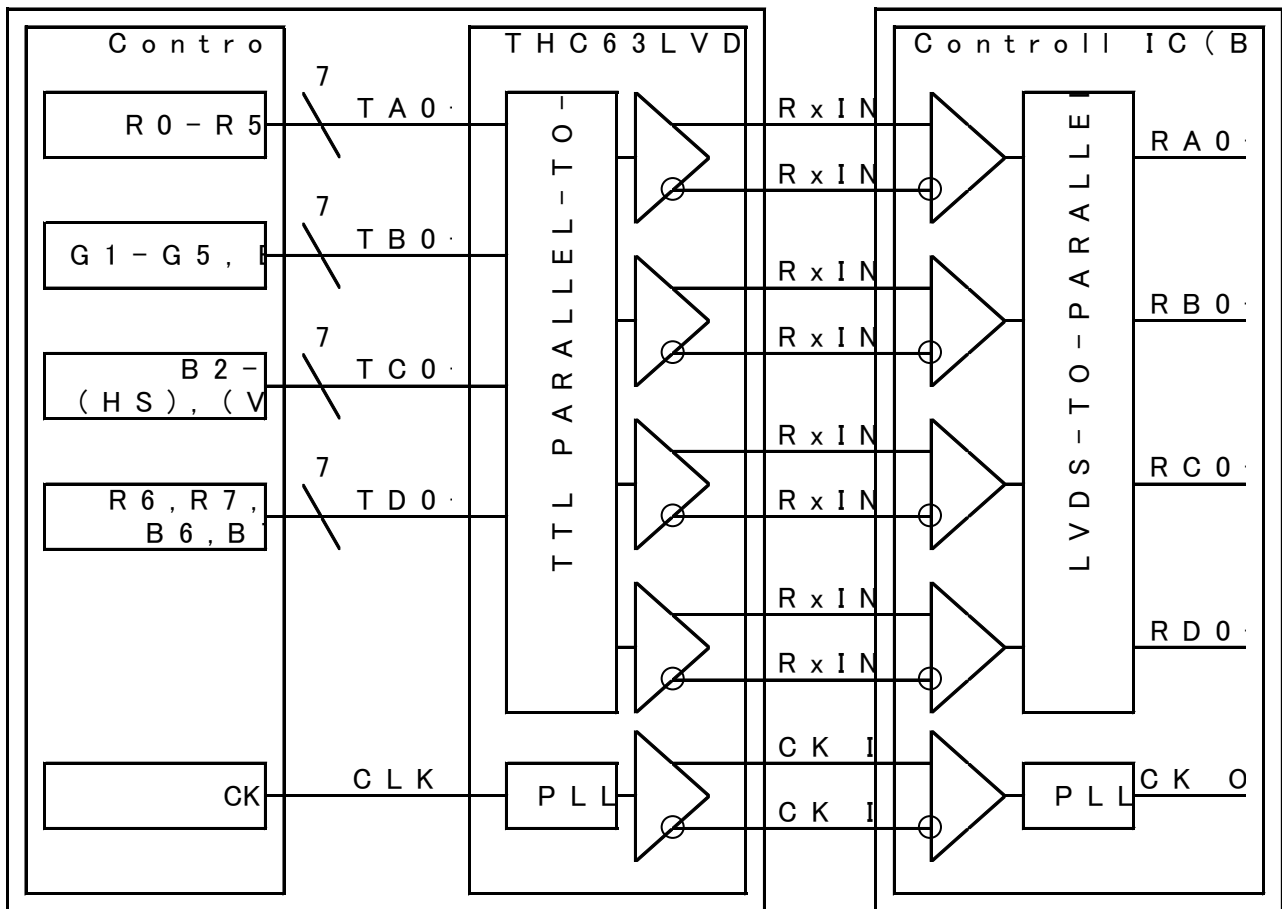 Contro
THC63LVD
Controll IC(B
7
TA0-
R0-R5
RxIN
RxIN
RA0-
7
TB0-
G1-G5,
RxIN
RxIN
RB0-
7
TC0-
B2-
(HS),(V
RxIN
RxIN
RC0-
7
TD0-
R6,R7,
B6,B
RxIN
RxIN
RD0-
TTL PARALLEL-TO-
LVDS-TO-PARALLEL
CK
CLK
PLL
CK I
CK I
PLL
CK O